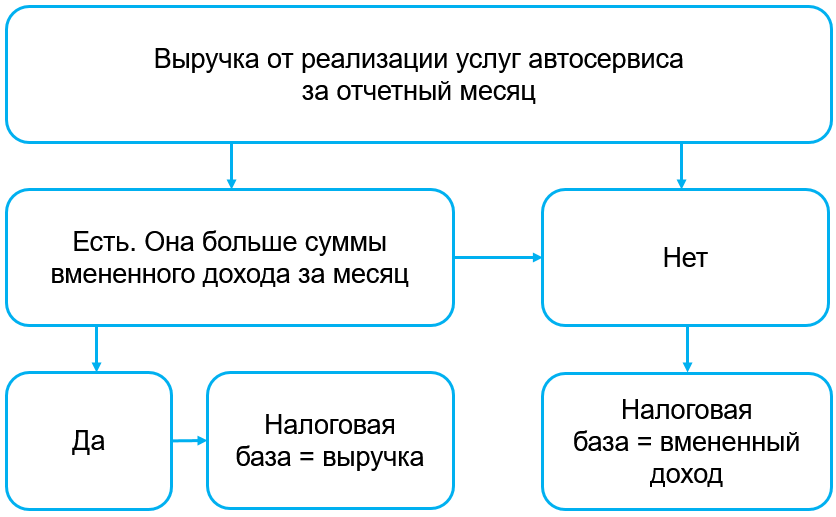 Выручка от реализации услуг автосервиса
за отчетный месяц
Есть. Она больше суммы
вмененного дохода за месяц
Нет
Да
Налоговая
база = выручка
Налоговая
база = вмененный
доход